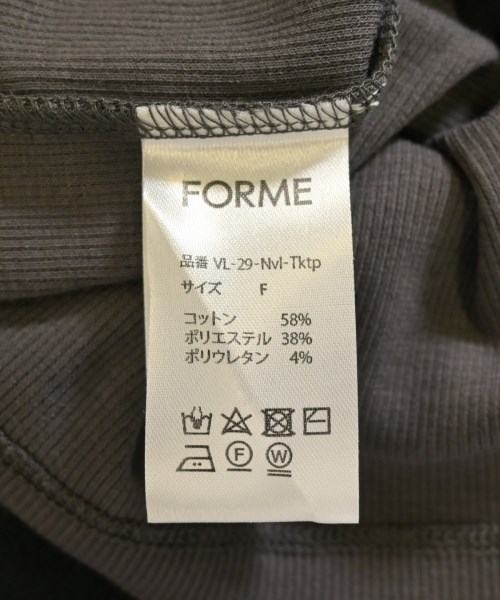 FORME
品番 VL-29-Nvl-Tktp
サイズ F
コットン 58%
ポリエステル 38%
ポリウレタン 4%
F W